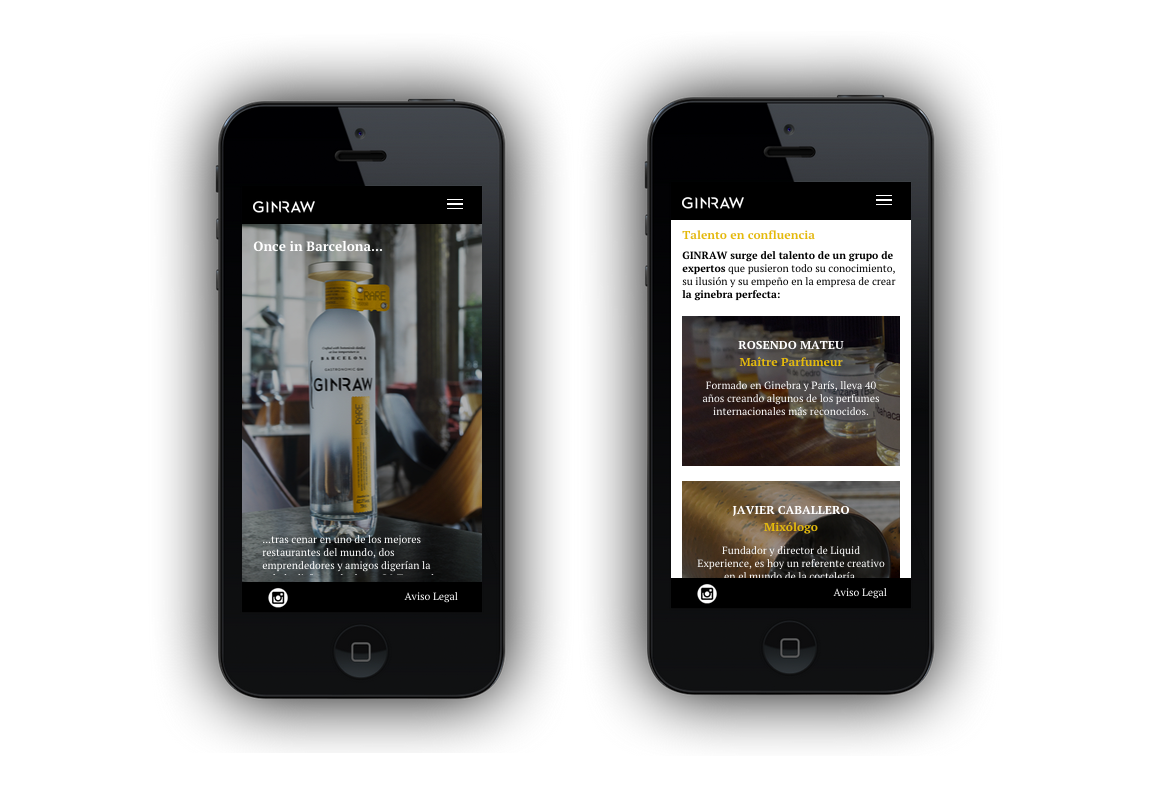 GINRAW
Once in Barcelona...
RARE
BARCELONA
GASTRONOMIC GIN
GINRAW
RARE
...tras cenar en uno de los mejores
restaurantes del mundo, dos
emprendedores y amigos digerían la
Aviso Legal
GINRAW
Talento en confluencia
GINRAW surge del talento de un grupo de
expertos que pusieron todo su conocimiento,
su ilusión y su empeño en la empresa de crear
la ginebra perfecta:
ROSENDO MATEU
Maître Parfumeur
Formado en Ginebra y París, lleva 40
años creando algunos de los perfumes
internacionales más reconocidos.
JAVIER CABALLERO
Mixólogo
Fundador y director de Liquid
Experience, es hoy un referente creativo
en el mundo de la coctelería
Aviso Legal